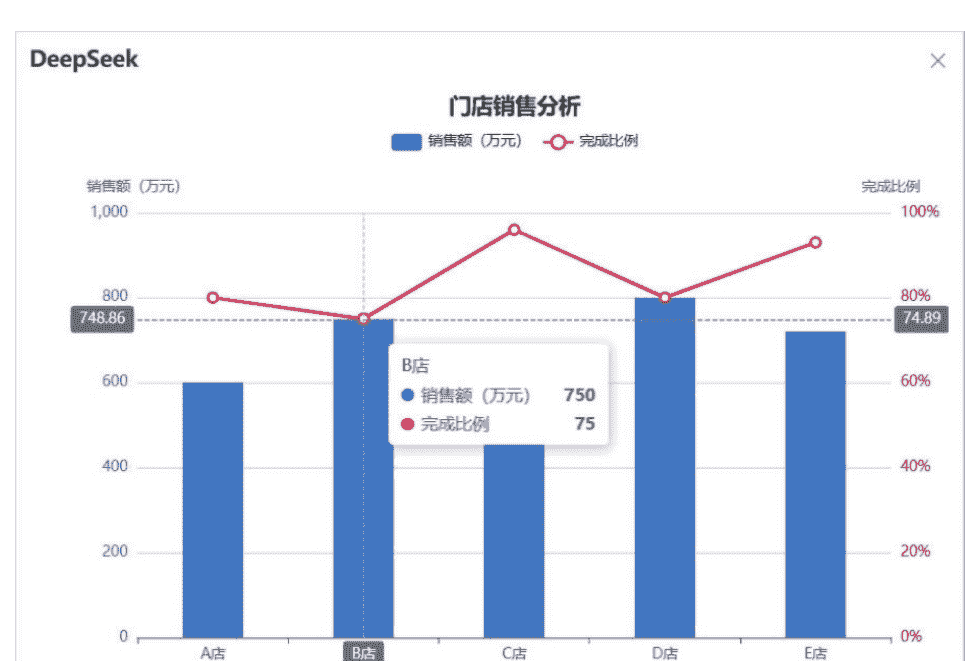 DeepSeek
门店销售分析
销售额（万元） 完成比例
销售额（万元） 完成比例
1,000 100%
800 80%
748.86 74.89
B店
600 60%
销售额（万元） 750
完成比例 75
400 40%
200 20%
0 0%
A店 B店 C店 D店 E店